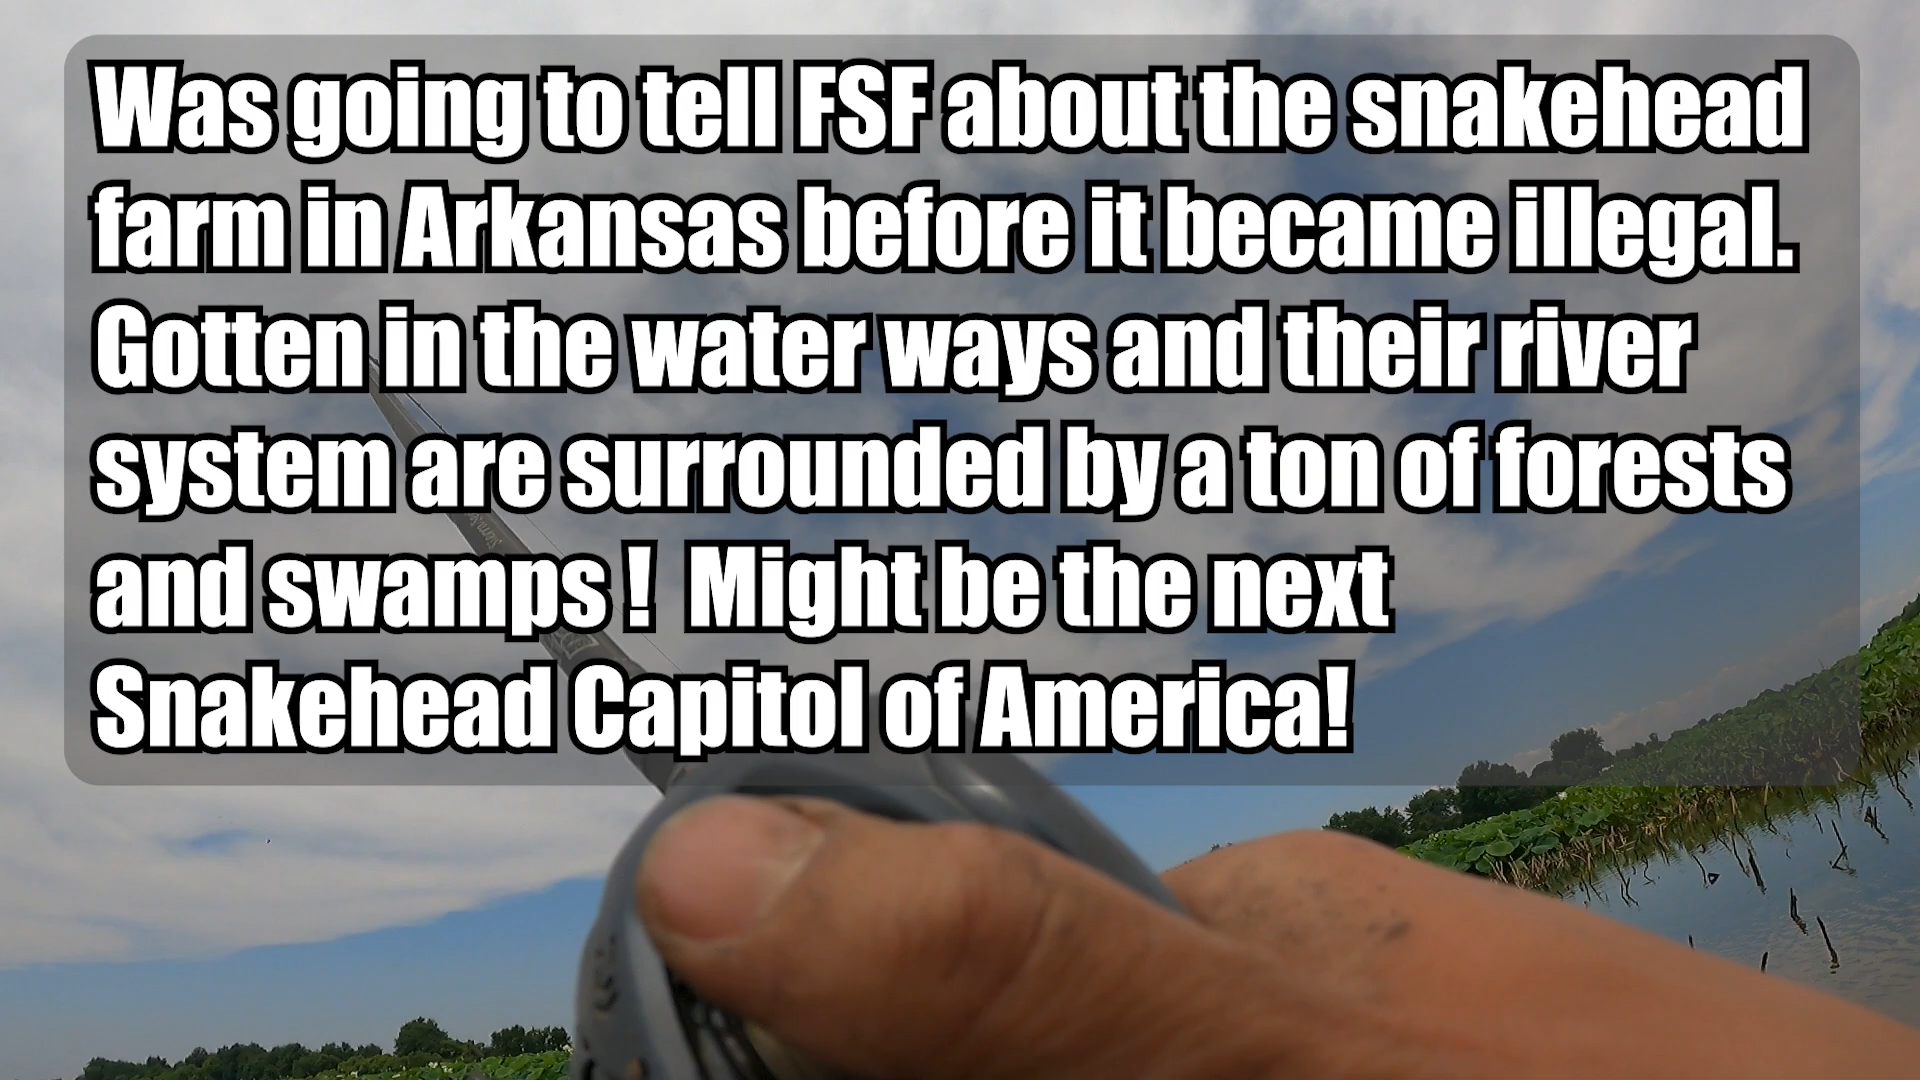 Was going to tell FSF about the snakehead
farm in Arkansas before it became illegal.
Gotten in the water ways and their river
system are surrounded by a ton of forests
and swamps !  Might be the next
Snakehead Capitol of America!